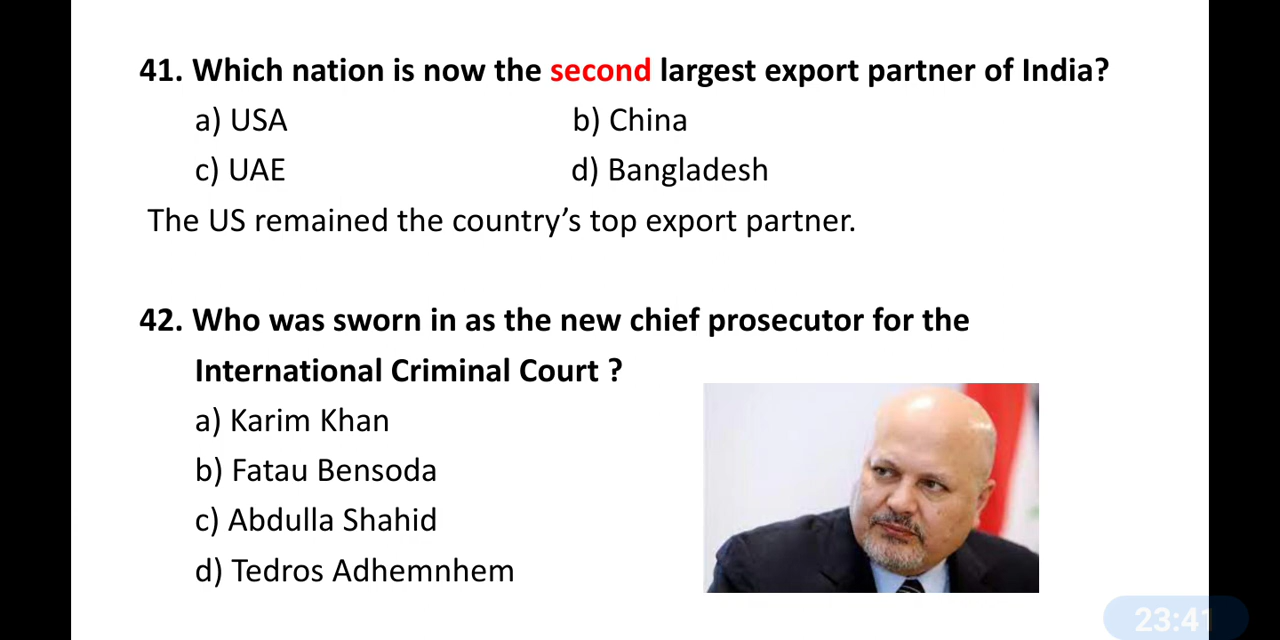 41. Which nation is now the second largest export partner of India?
a) USA b) China
c) UAE d) Bangladesh
The US remained the country’s top export partner.
42. Who was sworn in as the new chief prosecutor for the
International Criminal Court ?
a) Karim Khan
b) Fatau Bensoda
c) Abdulla Shahid
d) Tedros Adhemnhem
23:41